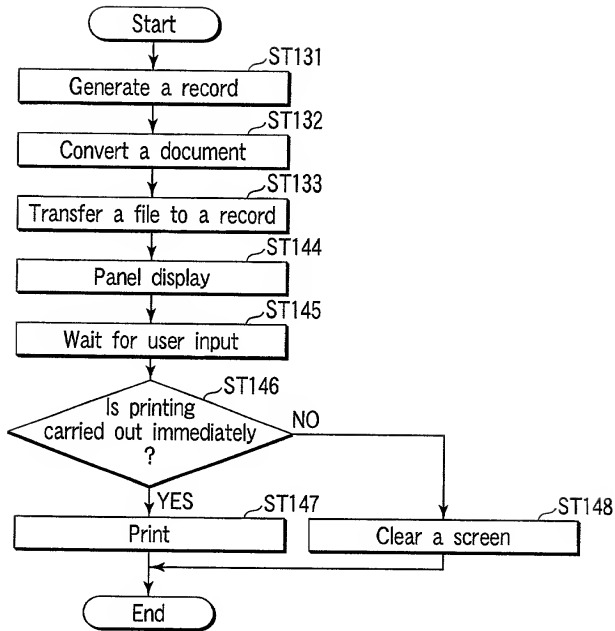 Start
ST131
Generate a record
ST132
Convert a document
ST133
Transfer a file to a record
ST144
Panel display
ST145
Wait for user input
ST146
Is printing
carried out immediately
?
NO
YES
ST147
Print
ST148
Clear a screen
End